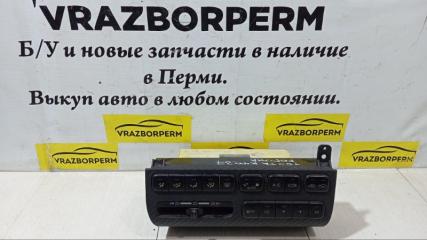 VRAZBORPERM
Б/У и новые запчасти в наличие
в Перми.
Выкуп авто в любом состоянии.
VRAZBORPERM
VRAZBORPERM
VRAZBORPERM
VRAZBORPERM